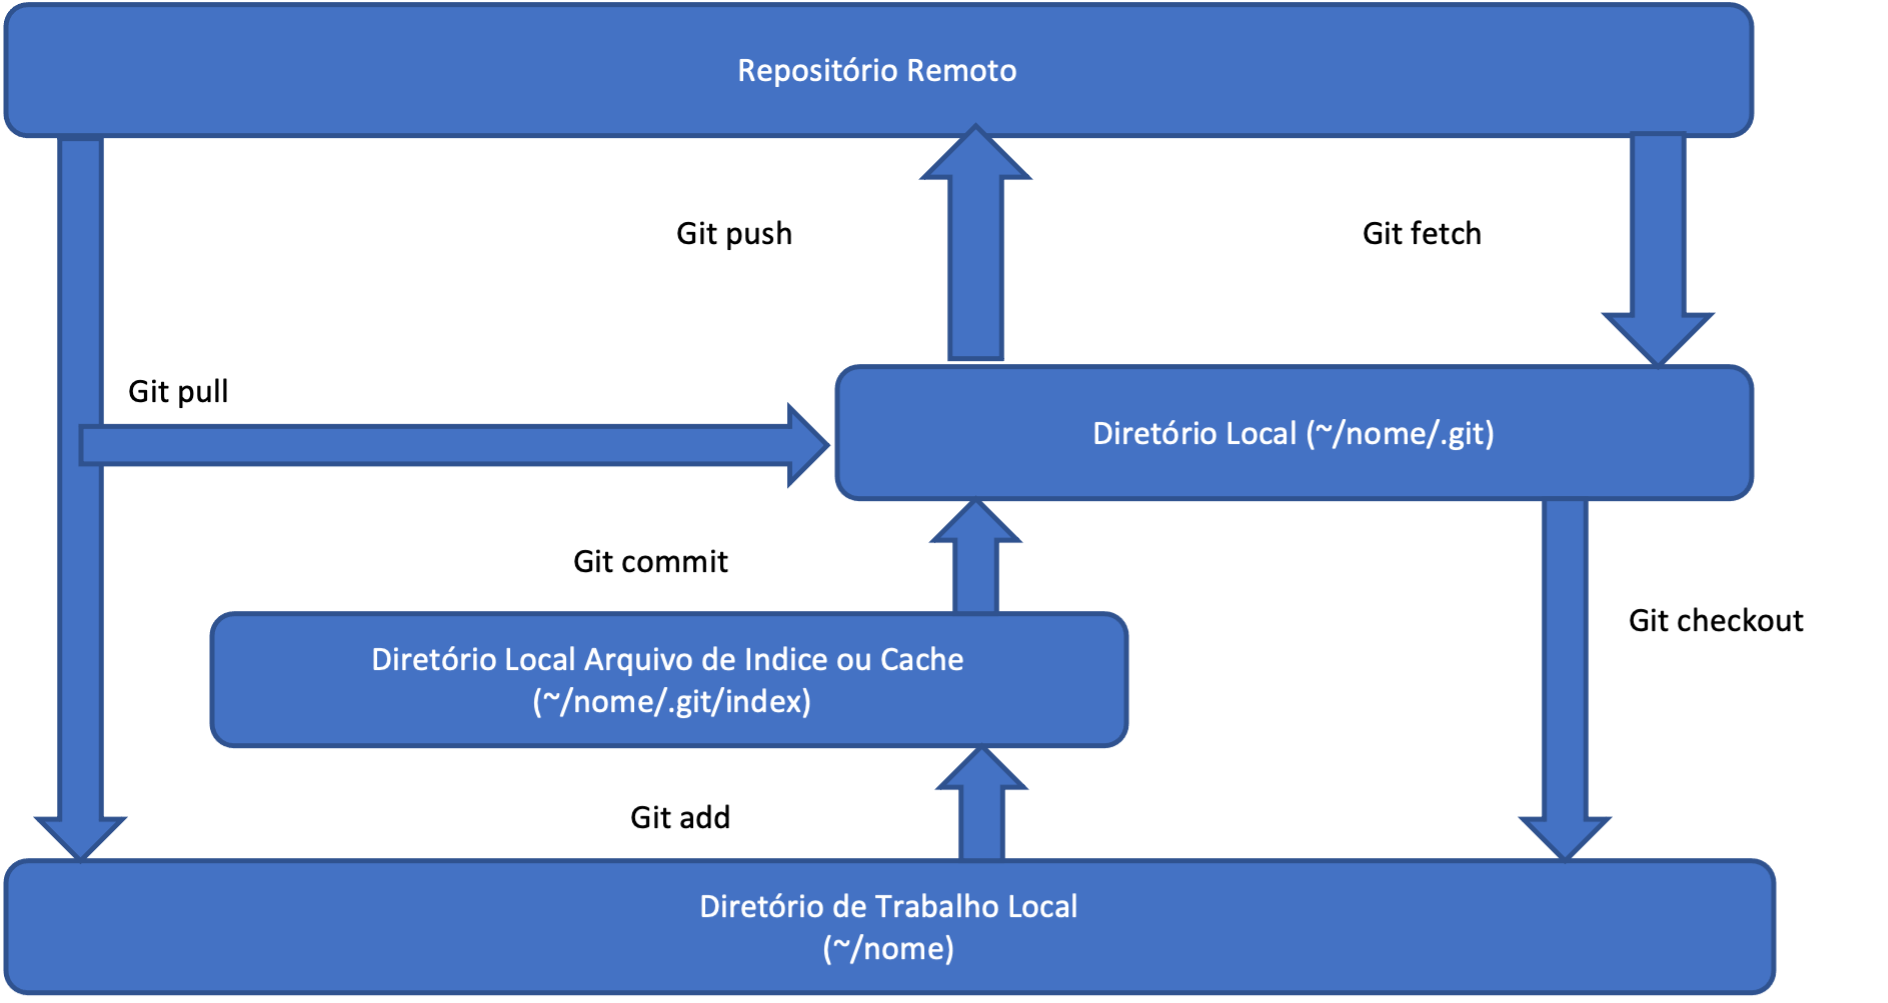 Repositório Remoto
Git push
Git fetch
Git pull
Diretório Local (~/nome/.git)
Git commit
Git checkout
Diretório Local Arquivo de Indice ou Cache
(~/nome/.git/index)
Git add
Diretório de Trabalho Local
(~/nome)